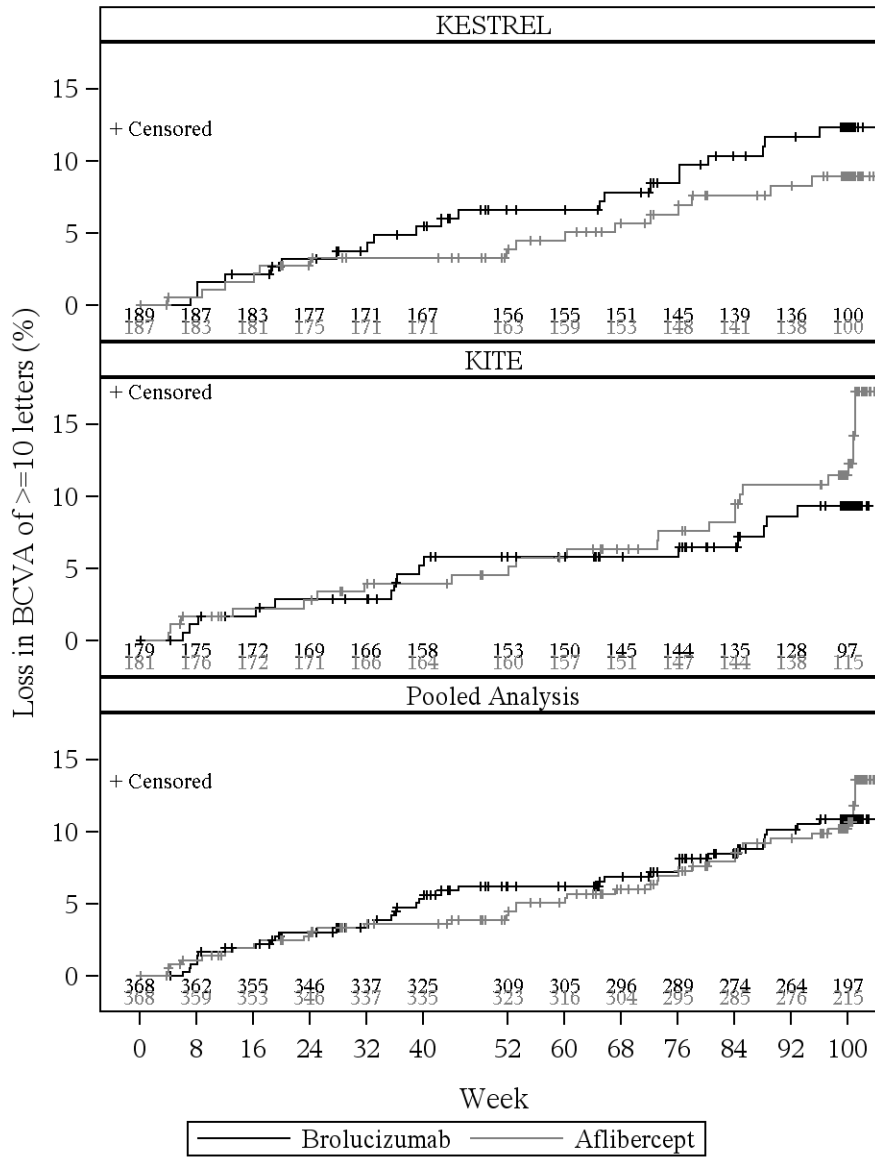 KESTREL
15
+ Censored
10
5
0
189 187 183 177 171 167 156 155 151 145 139 136 100
187 183 181 175 171 171 163 159 153 148 141 138 100
KITE
+ Censored
15
10
5
0
179 175 172 169 166 158 153 150 145 144 135 128 97
181 176 172 171 166 164 160 157 151 147 144 138 115
Pooled Analysis
15
+ Censored
10
5
0
368 362 355 346 337 325 309 305 296 289 274 264 197
368 359 353 346 337 335 323 316 304 295 285 276 215
Loss in BCVA of >=10 letters (%)
0 8 16 24 32 40 52 60 68 76 84 92 100
Week
Brolucizumab Aflibercept